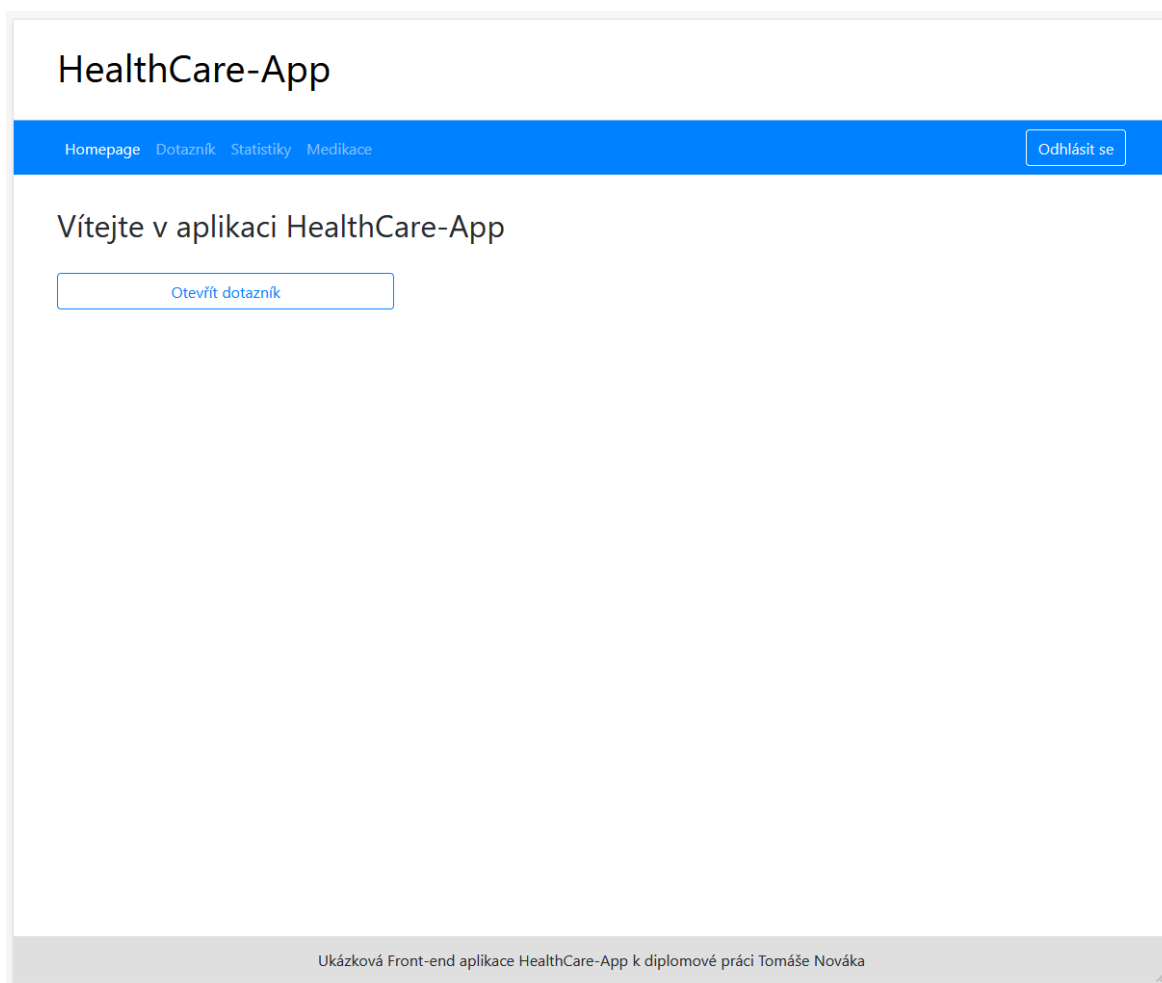 HealthCare-App
Homepage Dotazník Statistiky Medikace Odhlásit se
Vítejte v aplikaci HealthCare-App
Otevřít dotazník
Ukázková Front-end aplikace HealthCare-App k diplomové práci Tomáše Nováka